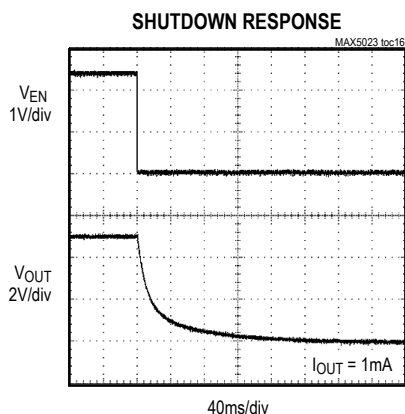 SHUTDOWN RESPONSE
MAX5023 toc16
VEN
1V/div
VOUT
2V/div
IOUT = 1mA
40ms/div